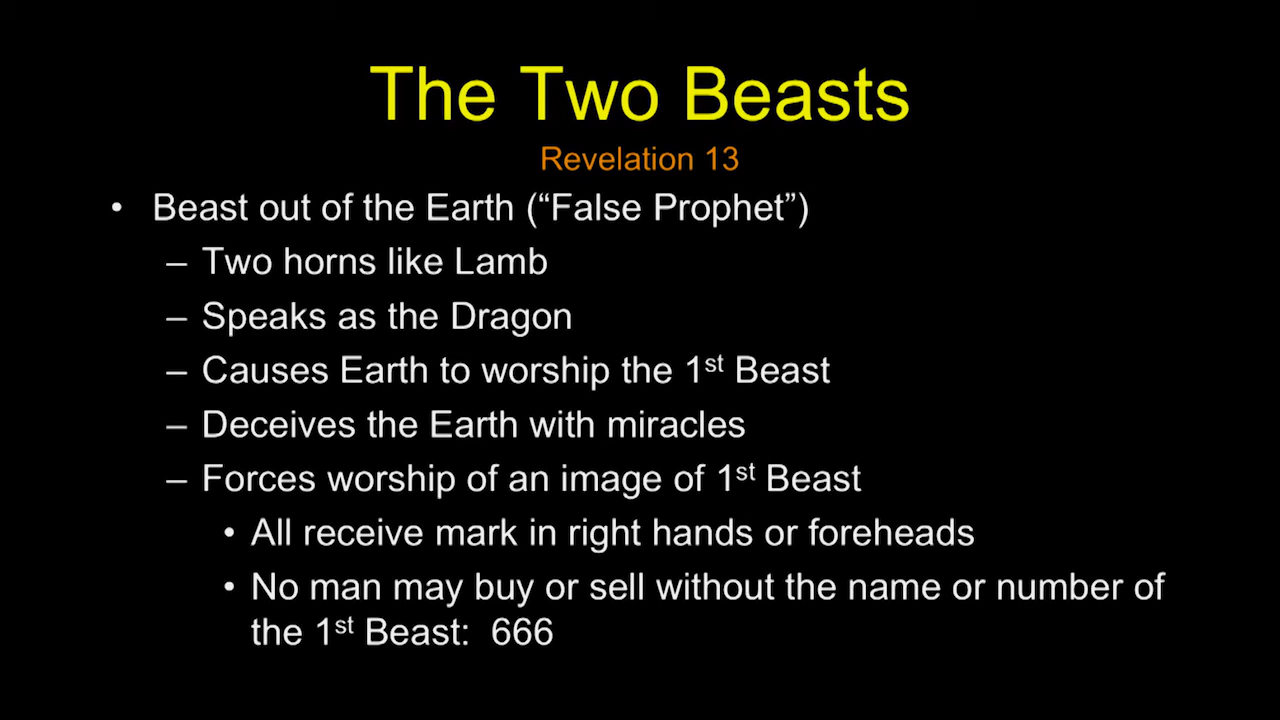 The Two Beasts
Revelation 13
• Beast out of the Earth (“False Prophet”)
– Two horns like Lamb
– Speaks as the Dragon
– Causes Earth to worship the 1st Beast
– Deceives the Earth with miracles
– Forces worship of an image of 1st Beast
• All receive mark in right hands or foreheads
• No man may buy or sell without the name or number of
the 1st Beast:  666